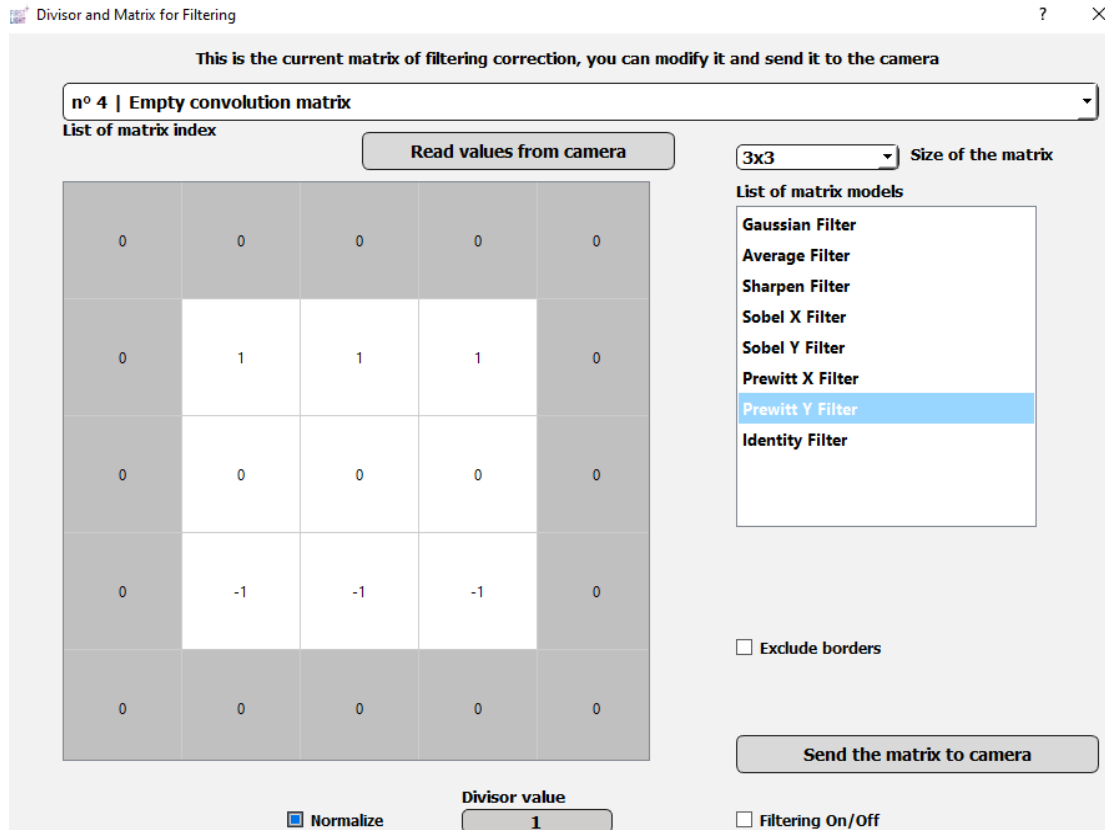 FIRST LIGHT Divisor and Matrix for Filtering ?
This is the current matrix of filtering correction, you can modify it and send it to the camera
nº 4 | Empty convolution matrix
List of matrix index
Read values from camera
3x3 Size of the matrix
List of matrix models
Gaussian Filter
Average Filter
Sharpen Filter
Sobel X Filter
Sobel Y Filter
Prewitt X Filter
Prewitt Y Filter
Identity Filter
0 0 0 0 0
0 1 1 1 0
0 0 0 0 0
0 -1 -1 -1 0
0 0 0 0 0
Exclude borders
Send the matrix to camera
Divisor value
Normalize 1 Filtering On/Off